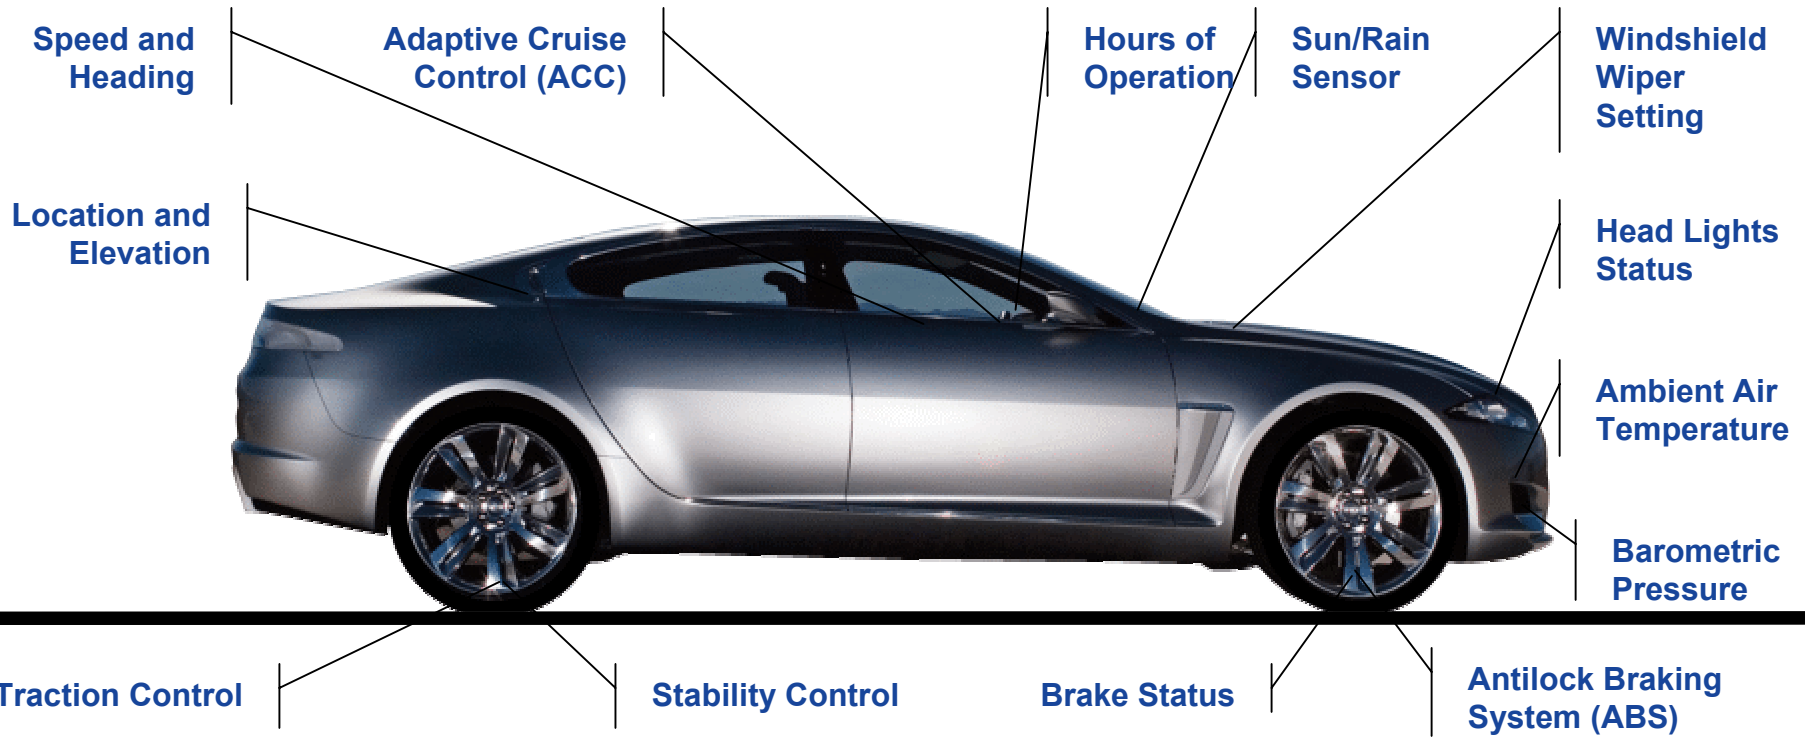 Speed and
Heading
Adaptive Cruise
Control (ACC)
Hours of
Operation
Sun/Rain
Sensor
Windshield
Wiper
Setting
Location and
Elevation
Head Lights
Status
Ambient Air
Temperature
Barometric
Pressure
Traction Control
Stability Control
Brake Status
Antilock Braking
System (ABS)